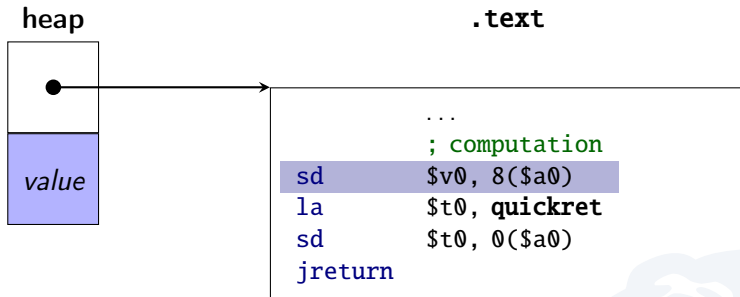 heap .text
...
; computation
value
sd $v0, 8($a0)
la $t0, quickret
sd $t0, 0($a0)
jreturn